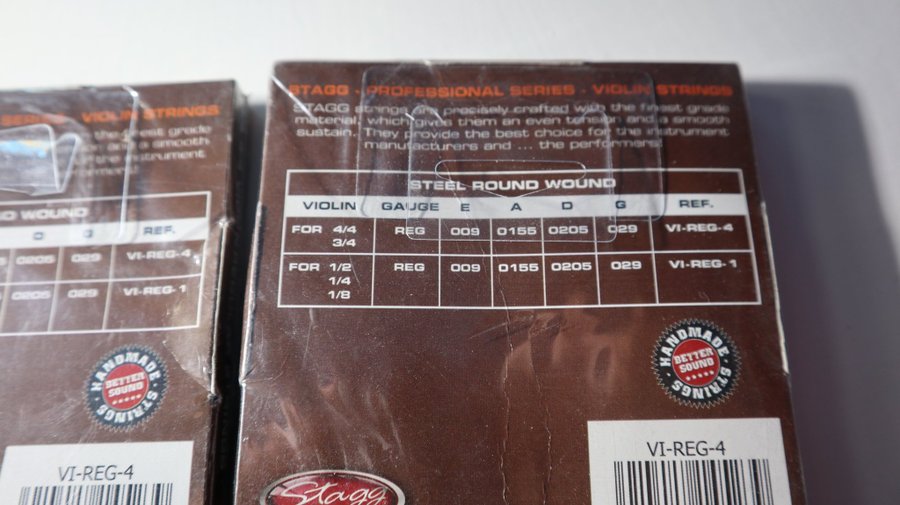 SERIES · VIOLIN STRINGS
the finest grade
and a smooth
the instrument
WOUND
G REF.
0205 029 VI-REG-4
0205 029 VI-REG-1
HANDMADE · STRINGS ·
BETTER SOUND
VI-REG-4
STAGG · PROFESSIONAL SERIES · VIOLIN STRINGS
STAGG strings are precisely crafted with the finest grade
material, which gives them an even tension and a smooth
sustain. They provide the best choice for the instrument
manufacturers and ... the performers!
STEEL ROUND WOUND
VIOLIN GAUGE E A D G REF.
FOR 4/4 REG 009 0155 0205 029 VI-REG-4
3/4
FOR 1/2 REG 009 0155 0205 029 VI-REG-1
1/4
1/8
HANDMADE · STRINGS ·
BETTER SOUND
VI-REG-4
Stagg